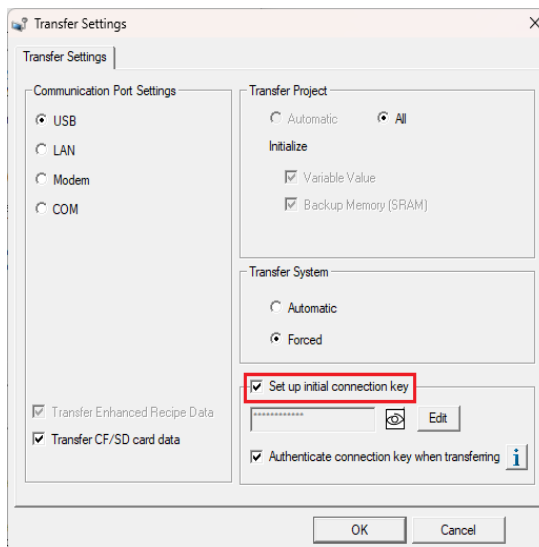 Transfer Settings
Transfer Settings
Communication Port Settings
USB
LAN
Modem
COM
Transfer Enhanced Recipe Data
Transfer CF/SD card data
Transfer Project
Automatic
All
Initialize
Variable Value
Backup Memory (SRAM)
Transfer System
Automatic
Forced
Set up initial connection key
************
Edit
Authenticate connection key when transferring
OK
Cancel